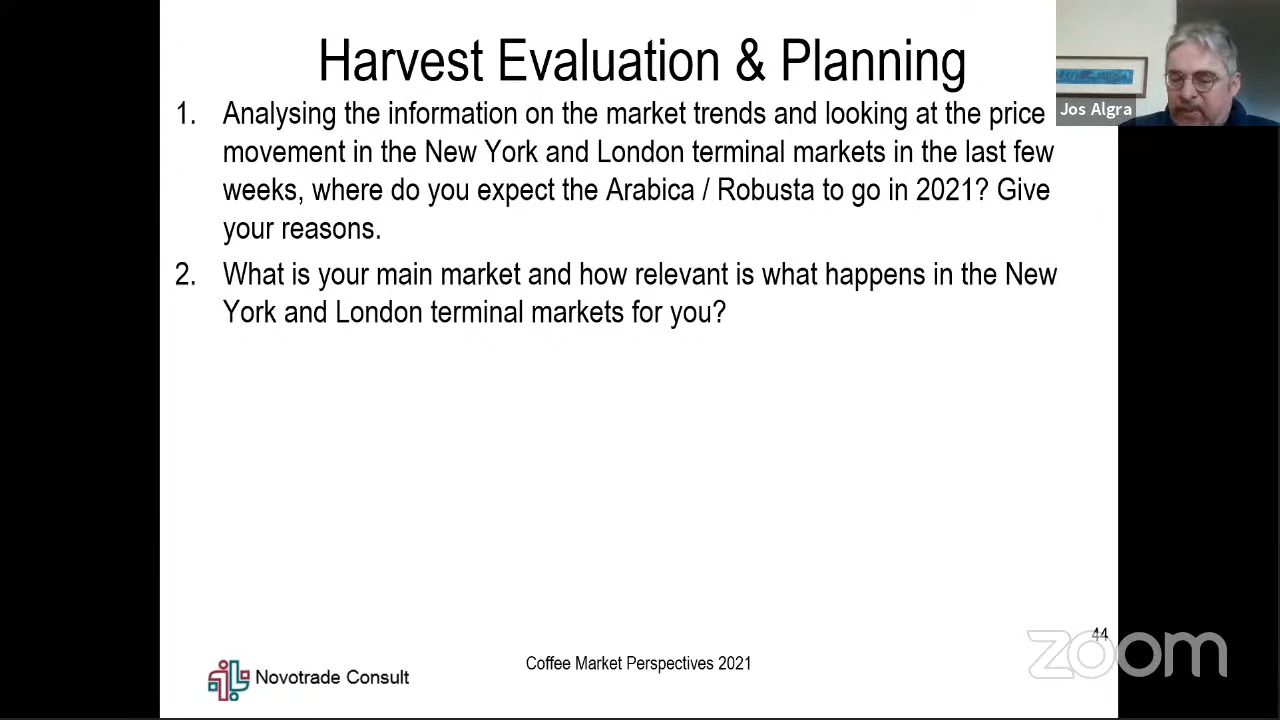 Harvest Evaluation & Planning
1. Analysing the information on the market trends and looking at the price
movement in the New York and London terminal markets in the last few
weeks, where do you expect the Arabica / Robusta to go in 2021? Give
your reasons.
2. What is your main market and how relevant is what happens in the New
York and London terminal markets for you?
Jos Algra
44
zoom
Coffee Market Perspectives 2021
Novotrade Consult